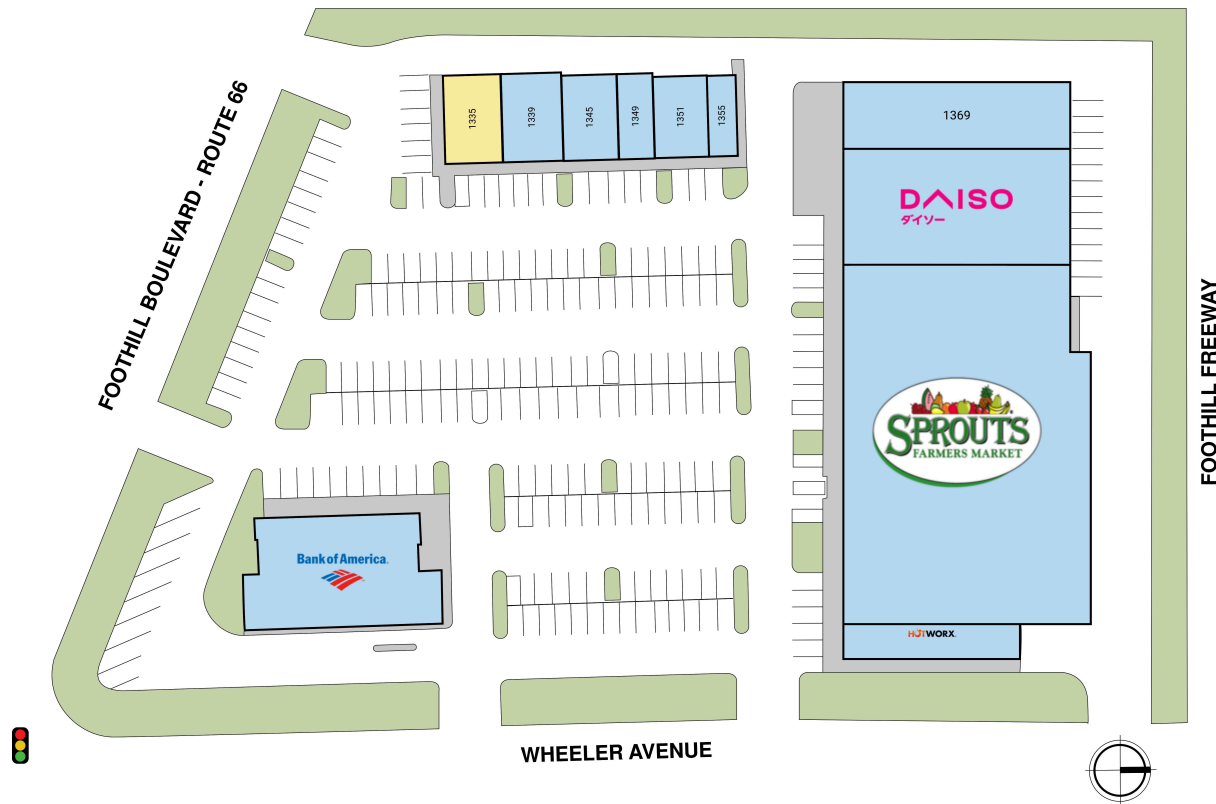 FOOTHILL BOULEVARD - ROUTE 66
1335
1339
1345
1349
1351
1355
1369
DAISO
ダイソー
SPROUTS
FARMERS MARKET
Bank of America
HOTWORX
FOOTHILL FREEWAY
WHEELER AVENUE